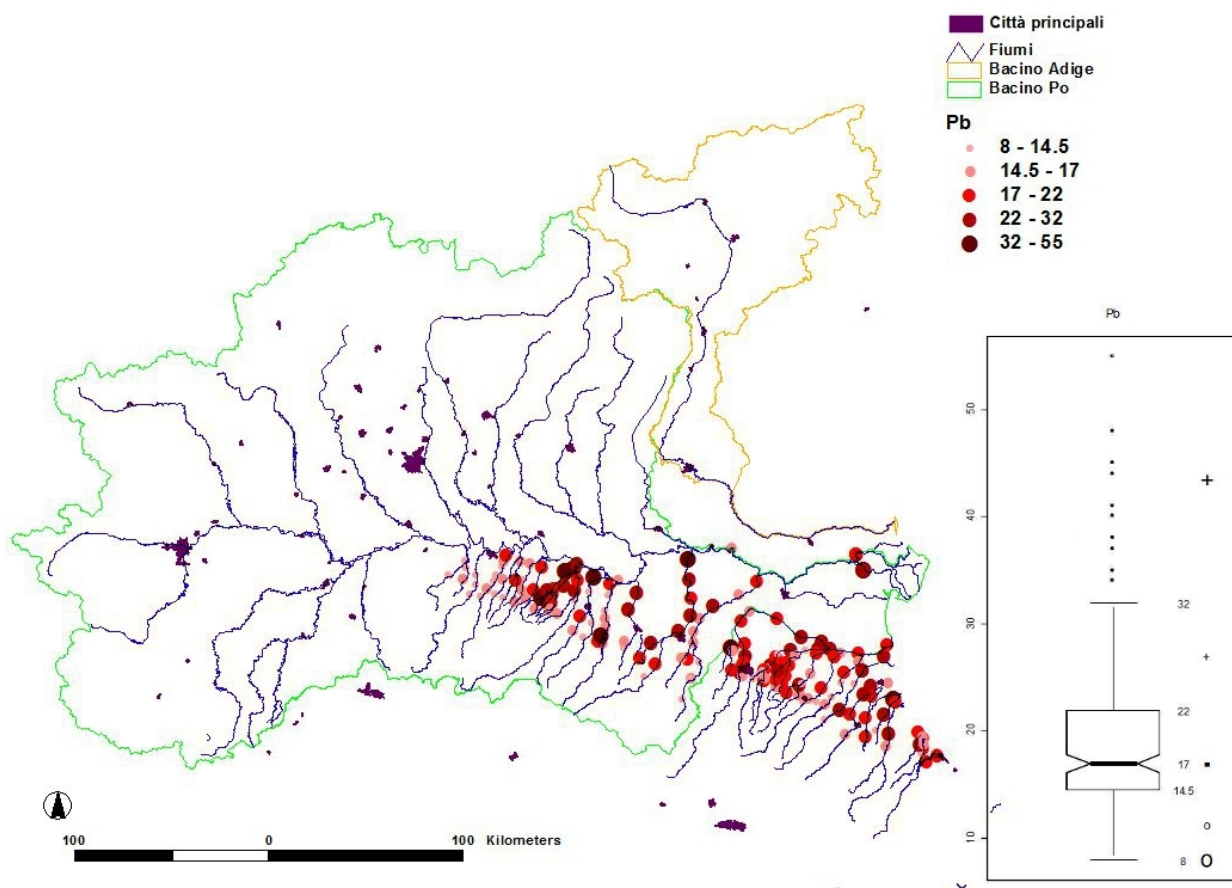 Città principali
Fiumi
Bacino Adige
Bacino Po
Pb
8 - 14.5
14.5 - 17
17 - 22
22 - 32
32 - 55
Pb
50
40
30
20
10
32
22
17
14.5
8
100 0 100 Kilometers